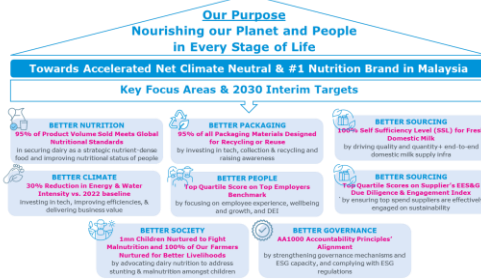 Our Purpose
Nourishing our Planet and People
in Every Stage of Life
Towards Accelerated Net Climate Neutral & #1 Nutrition Brand in Malaysia
Key Focus Areas & 2030 Interim Targets
BETTER NUTRITION
95% of Product Volume Sold Meets Global
Nutritional Standards
in securing dairy as a strategic nutrient-dense
food and improving nutritional status of people
BETTER PACKAGING
95% of all Packaging Materials Designed
for Recycling or Reuse
by investing in tech, collection & recycling and
raising awareness
BETTER SOURCING
100% Self Sufficiency Level (SSL) for Fresh
Domestic Milk
by driving quality and quantity+ end-to-end
domestic milk supply infra
BETTER CLIMATE
30% Reduction in Energy & Water
Intensity vs. 2022 baseline
investing in tech, improving efficiencies, &
delivering business value
BETTER PEOPLE
Top Quartile Score on Top Employers
Benchmark
by focusing on employee experience, wellbeing
and growth, and DEI
BETTER SOURCING
Top Quartile Scores on Supplier's EES&G
Due Diligence & Engagement Index
by ensuring top spend suppliers are effectively
engaged on sustainability
BETTER SOCIETY
1mn Children Nurtured to Fight
Malnutrition and 100% of Our Farmers
Nurtured for Better Livelihoods
by advocating dairy nutrition to address
stunting & malnutrition amongst children
BETTER GOVERNANCE
AA1000 Accountability Principles'
Alignment
by strengthening governance mechanisms and
ESG capacity, and complying with ESG
regulations